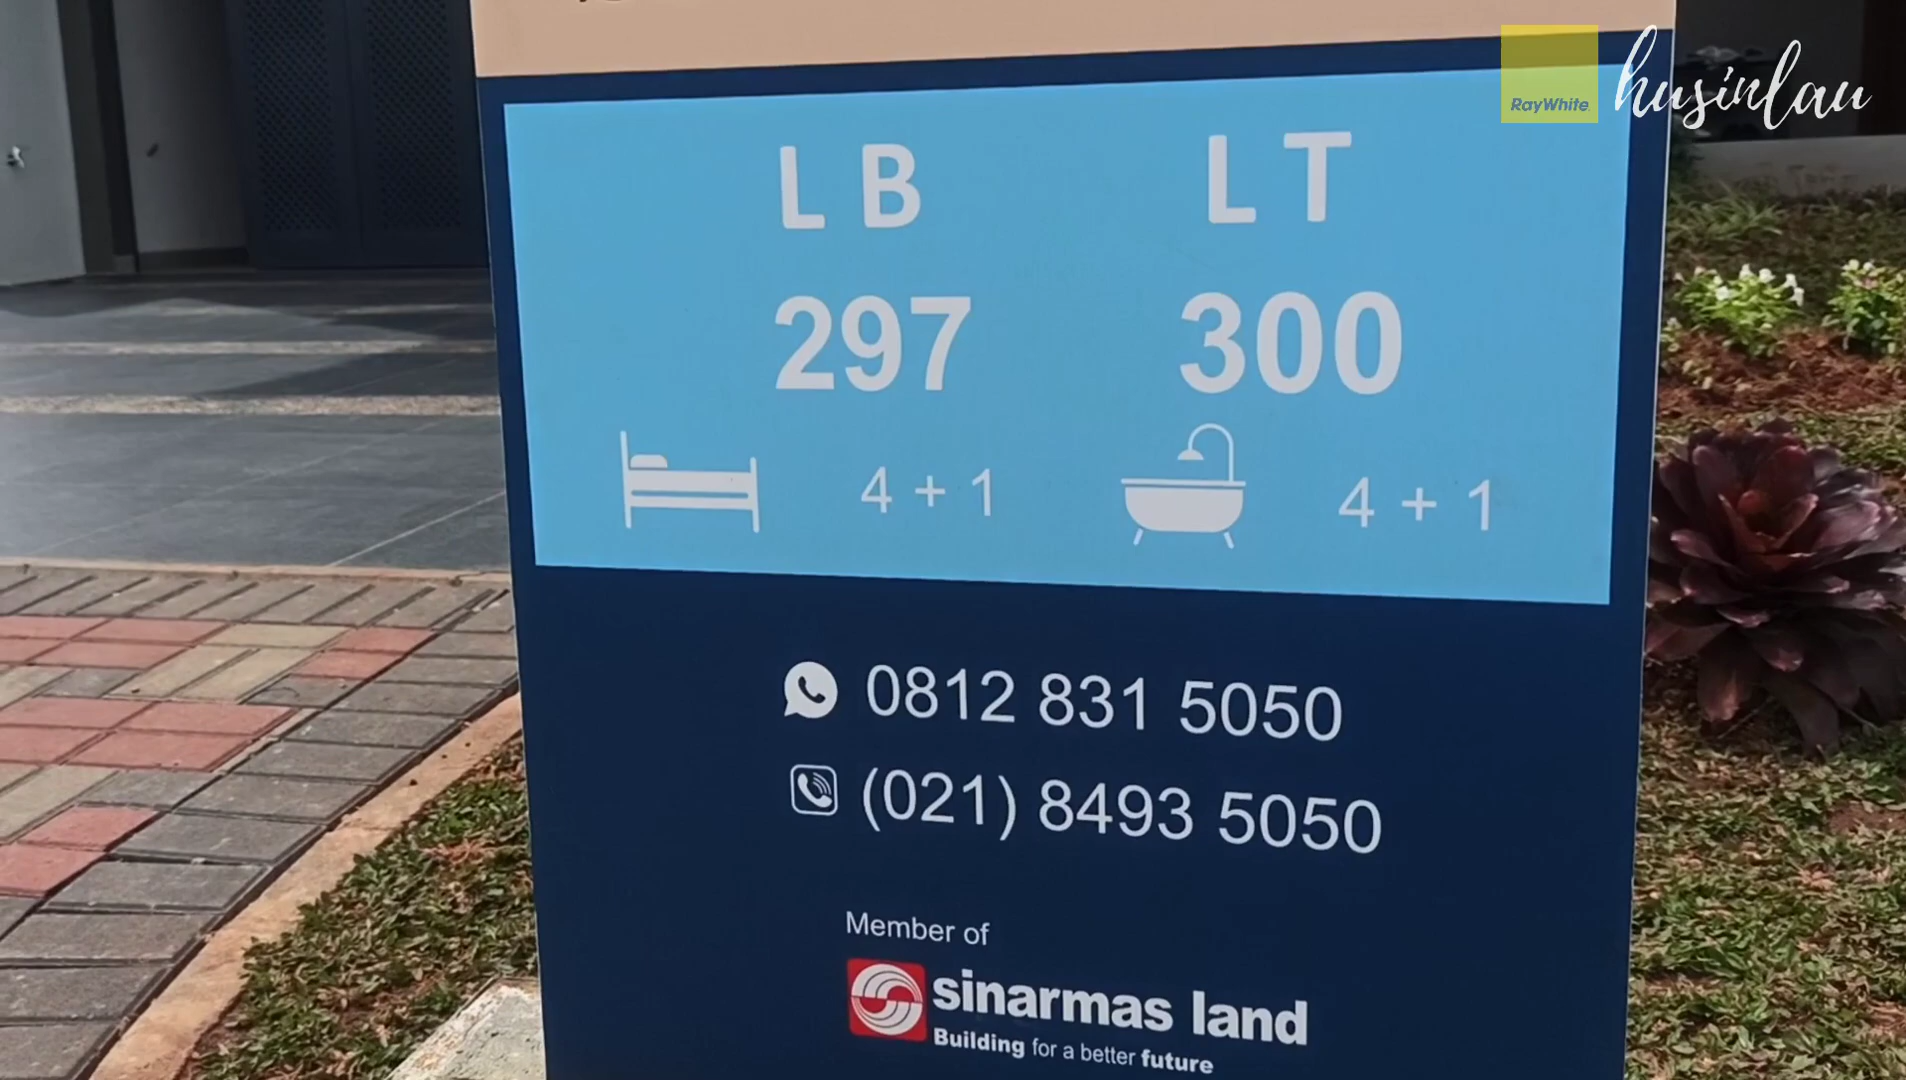 RayWhite
husinlau
LB LT
297 300
4 + 1 4 + 1
0812 831 5050
(021) 8493 5050
Member of
sinarmas land
Building for a better future